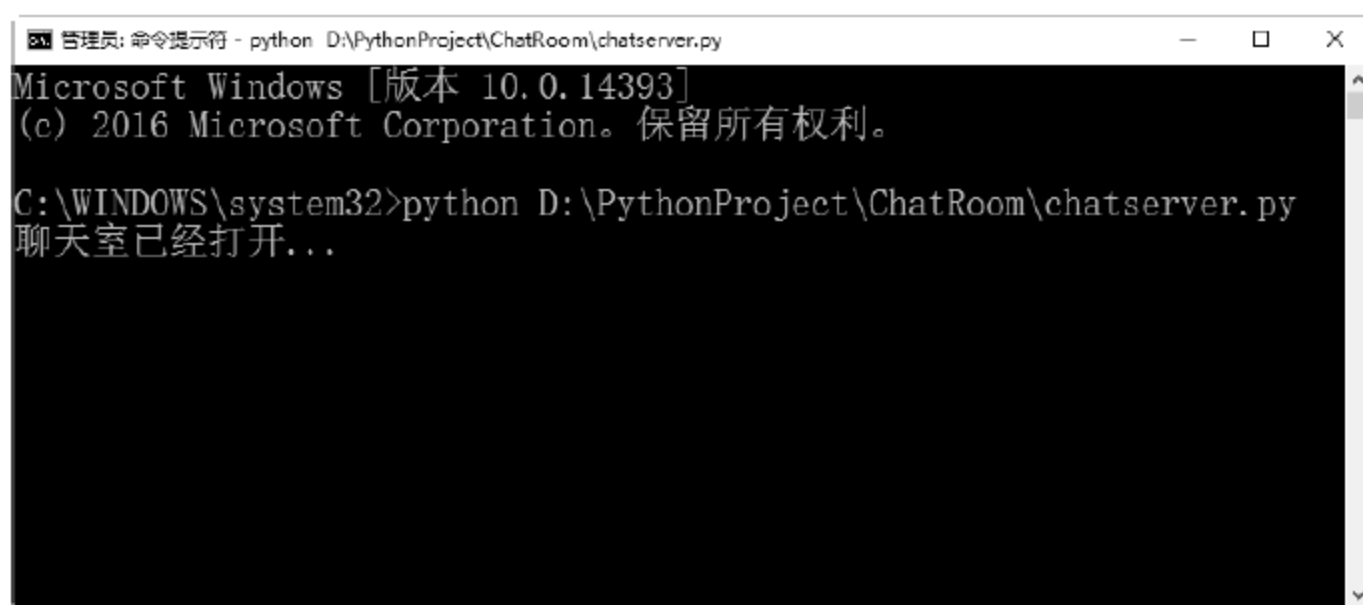 管理员: 命令提示符 - python  D:\PythonProject\ChatRoom\chatserver.py
Microsoft Windows [版本 10.0.14393]
(c) 2016 Microsoft Corporation。保留所有权利。
C:\WINDOWS\system32>python D:\PythonProject\ChatRoom\chatserver.py
聊天室已经打开...